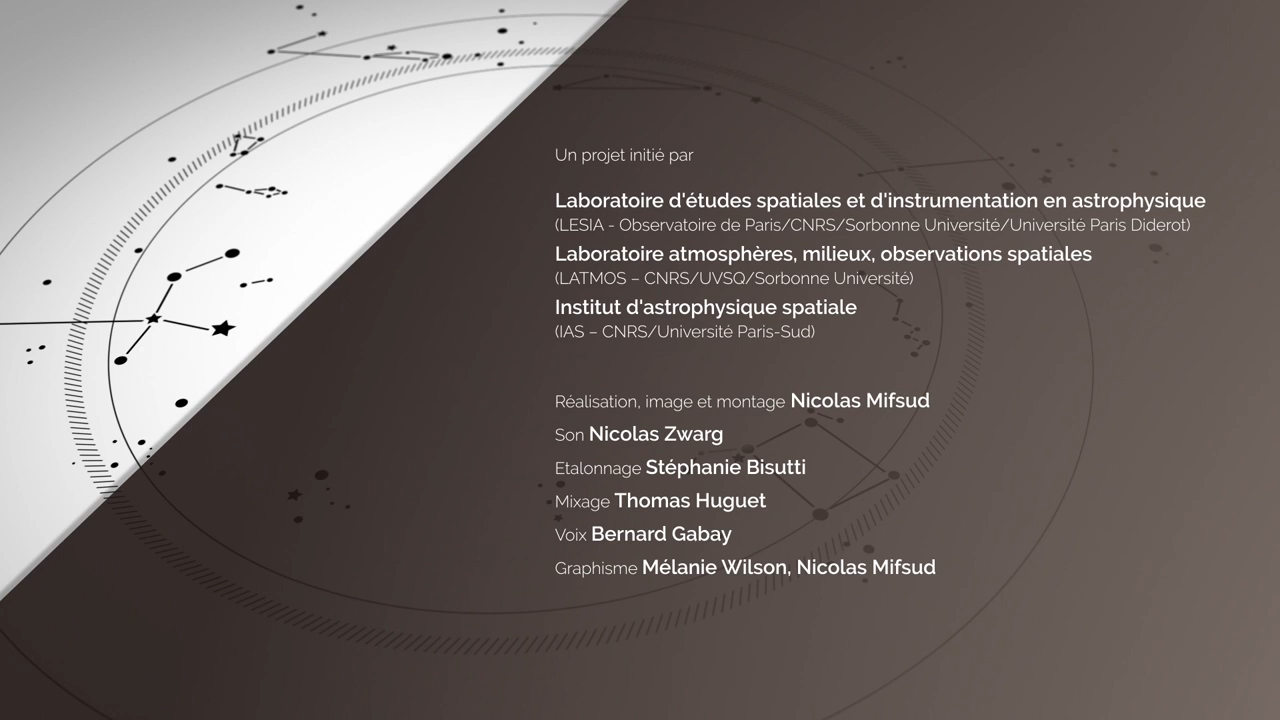 Un projet initié par
Laboratoire d'études spatiales et d'instrumentation en astrophysique
(LESIA - Observatoire de Paris/CNRS/Sorbonne Université/Université Paris Diderot)
Laboratoire atmosphères, milieux, observations spatiales
(LATMOS – CNRS/UVSQ/Sorbonne Université)
Institut d'astrophysique spatiale
(IAS – CNRS/Université Paris-Sud)
Réalisation, image et montage Nicolas Mifsud
Son Nicolas Zwarg
Etalonnage Stéphanie Bisutti
Mixage Thomas Huguet
Voix Bernard Gabay
Graphisme Mélanie Wilson, Nicolas Mifsud